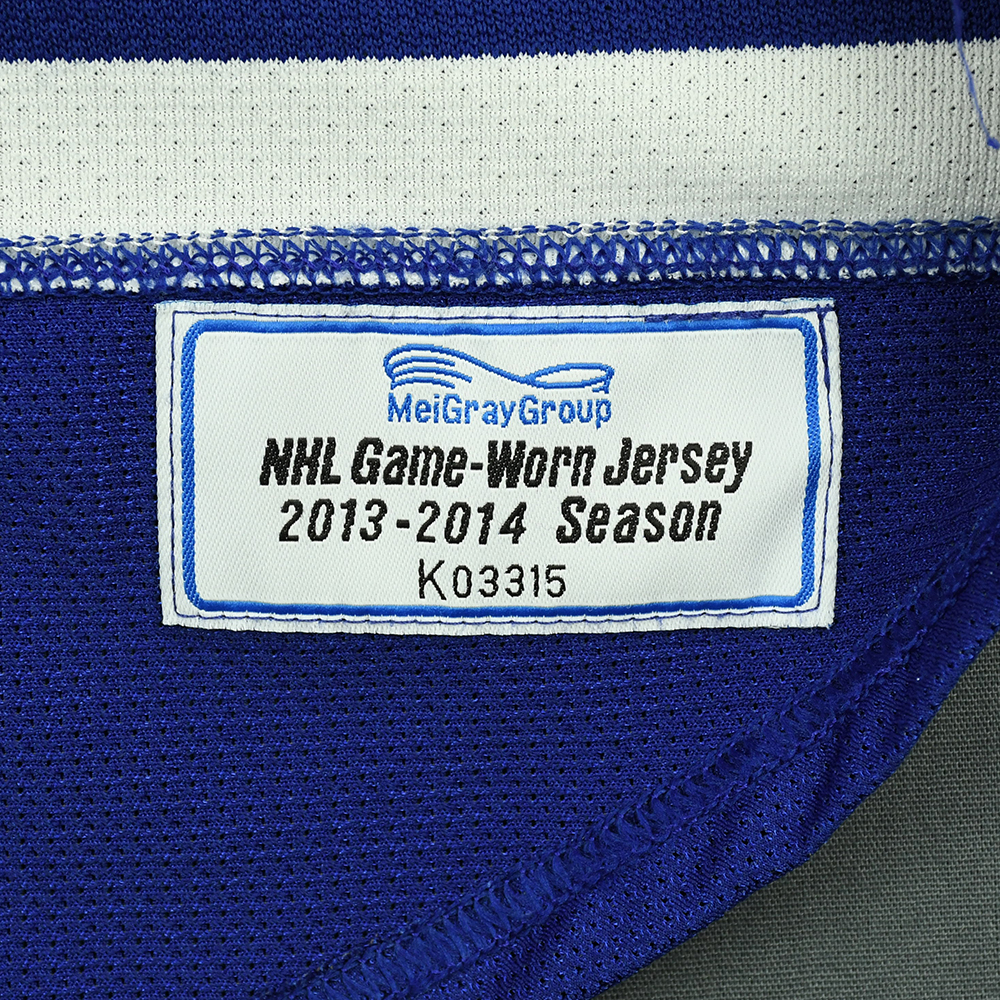 MeiGrayGroup
NHL Game-Worn Jersey
2013-2014 Season
K03315